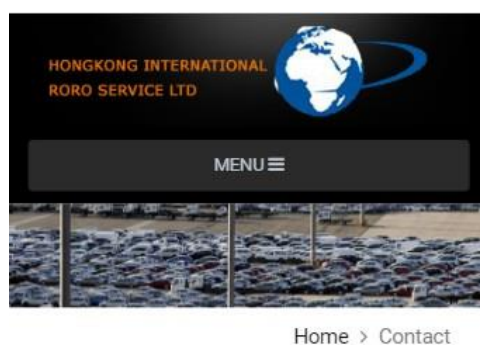 HONGKONG INTERNATIONAL
RORO SERVICE LTD
MENU
Home > Contact